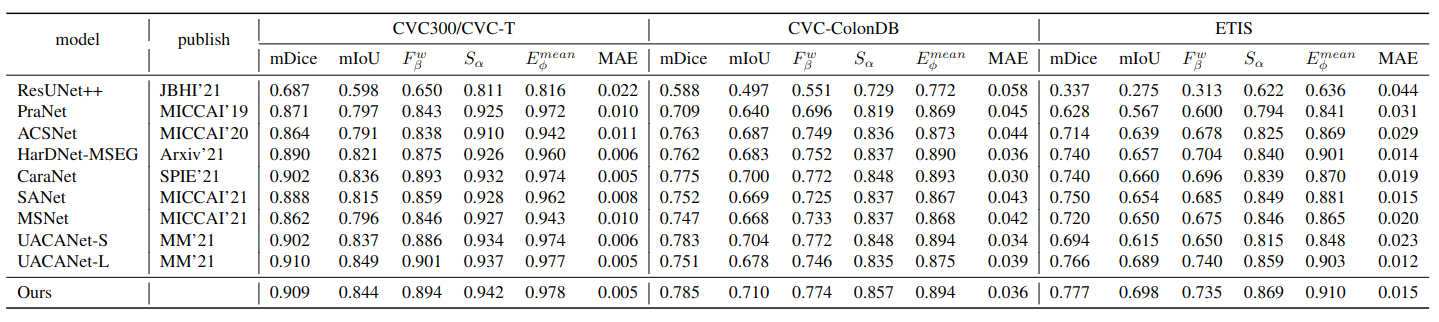 model publish CVC300/CVC-T CVC-ColonDB ETIS
mDice mIoU F_β^w S_α E_ϕ^mean MAE mDice mIoU F_β^w S_α E_ϕ^mean MAE mDice mIoU F_β^w S_α E_ϕ^mean MAE
ResUNet++ JBHI'21 0.687 0.598 0.650 0.811 0.816 0.022 0.588 0.497 0.551 0.729 0.772 0.058 0.337 0.275 0.313 0.622 0.636 0.044
PraNet MICCAI'19 0.871 0.797 0.843 0.925 0.972 0.010 0.709 0.640 0.696 0.819 0.869 0.045 0.628 0.567 0.600 0.794 0.841 0.031
ACSNet MICCAI'20 0.864 0.791 0.838 0.910 0.942 0.011 0.763 0.687 0.749 0.836 0.873 0.044 0.714 0.639 0.678 0.825 0.869 0.029
HarDNet-MSEG Arxiv'21 0.890 0.821 0.875 0.926 0.960 0.006 0.762 0.683 0.752 0.837 0.890 0.036 0.740 0.657 0.704 0.840 0.901 0.014
CaraNet SPIE'21 0.902 0.836 0.893 0.932 0.974 0.005 0.775 0.700 0.772 0.848 0.893 0.030 0.740 0.660 0.696 0.839 0.870 0.019
SANet MICCAI'21 0.888 0.815 0.859 0.928 0.962 0.008 0.752 0.669 0.725 0.837 0.867 0.043 0.750 0.654 0.685 0.849 0.881 0.015
MSNet MICCAI'21 0.862 0.796 0.846 0.927 0.943 0.010 0.747 0.668 0.733 0.837 0.868 0.042 0.720 0.650 0.675 0.846 0.865 0.020
UACANet-S MM'21 0.902 0.837 0.886 0.934 0.974 0.006 0.783 0.704 0.772 0.848 0.894 0.034 0.694 0.615 0.650 0.815 0.848 0.023
UACANet-L MM'21 0.910 0.849 0.901 0.937 0.977 0.005 0.751 0.678 0.746 0.835 0.875 0.039 0.766 0.689 0.740 0.859 0.903 0.012
Ours 0.909 0.844 0.894 0.942 0.978 0.005 0.785 0.710 0.774 0.857 0.894 0.036 0.777 0.698 0.735 0.869 0.910 0.015